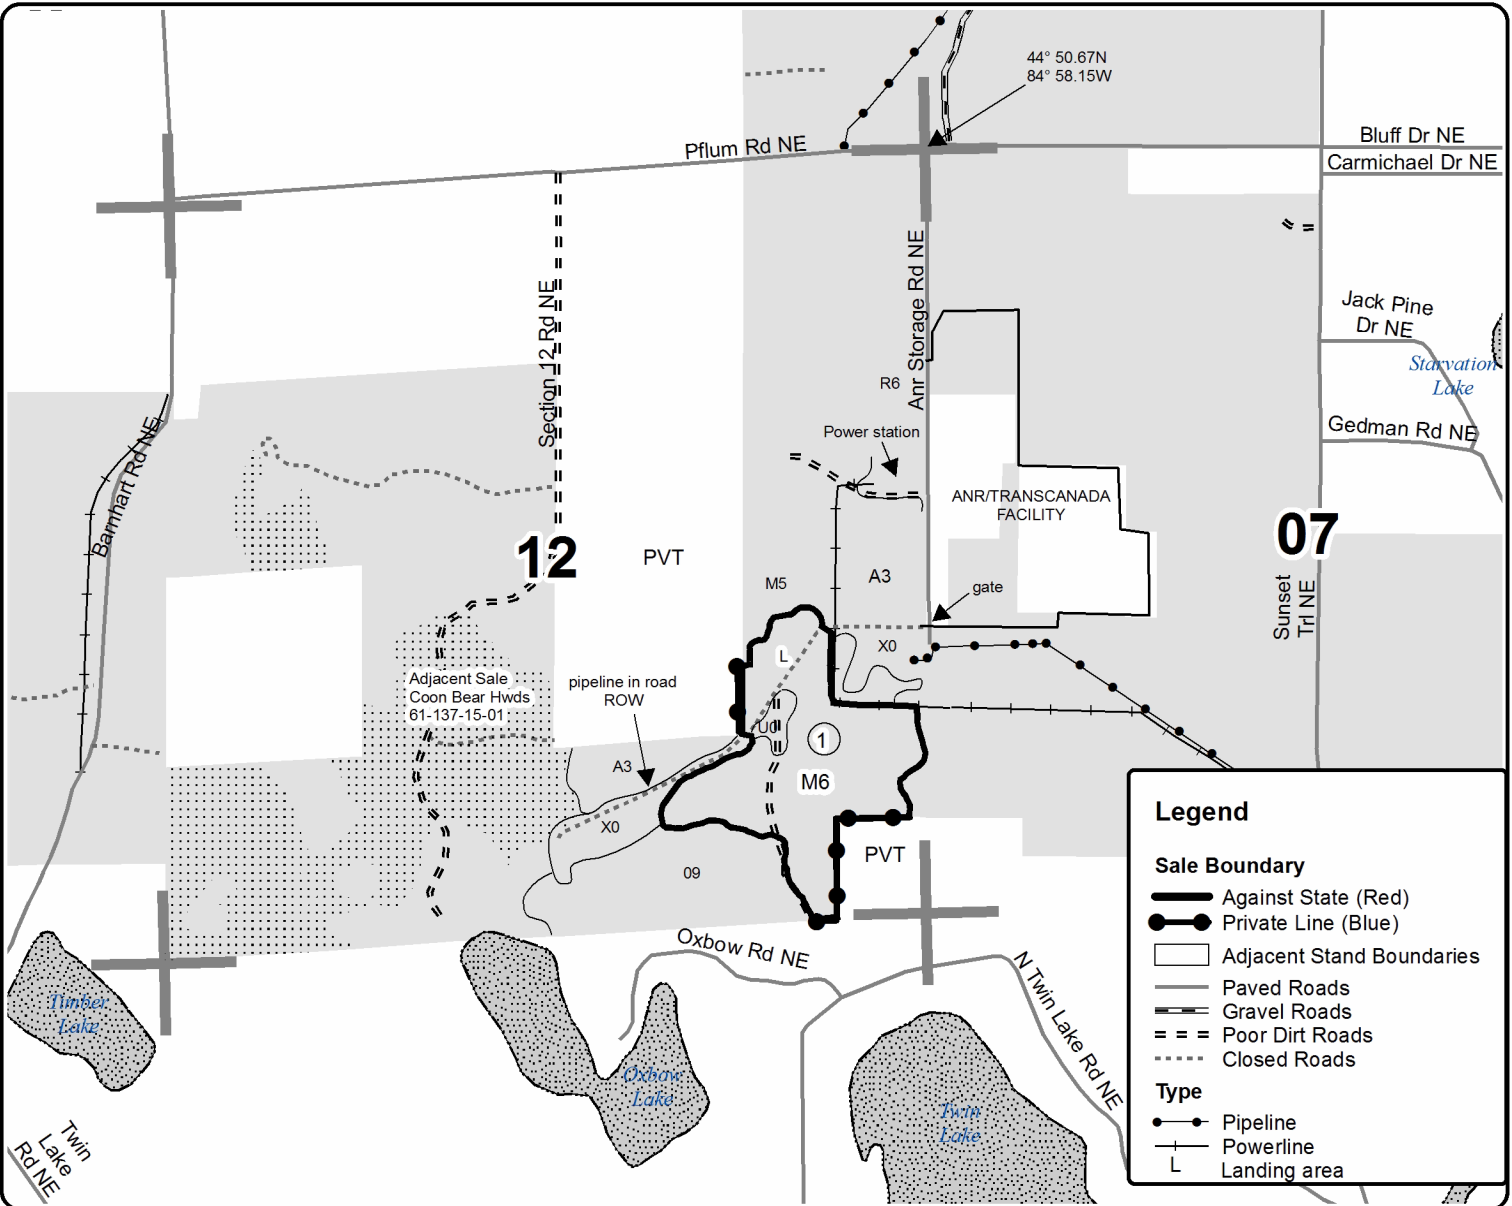 44° 50.67N
84° 58.15W
Pflum Rd NE
Bluff Dr NE
Carmichael Dr NE
Anr Storage Rd NE
Section 12 Rd NE
Jack Pine
Dr NE
Starvation
Lake
Gedman Rd NE
R6
Power station
Barnhart Rd NE
ANR/TRANSCANADA
FACILITY
12
07
PVT
M5
A3
gate
Sunset
Trl NE
L
X0
Adjacent Sale
Coon Bear Hwds
61-137-15-01
pipeline in road
ROW
U0
1
A3
M6
X0
09
PVT
Oxbow Rd NE
N Twin Lake Rd NE
Timber
Lake
Oxbow
Lake
Twin
Lake
Twin
Lake
Rd NE
Legend
Sale Boundary
Against State (Red)
Private Line (Blue)
Adjacent Stand Boundaries
Paved Roads
Gravel Roads
Poor Dirt Roads
Closed Roads
Type
Pipeline
Powerline
L Landing area